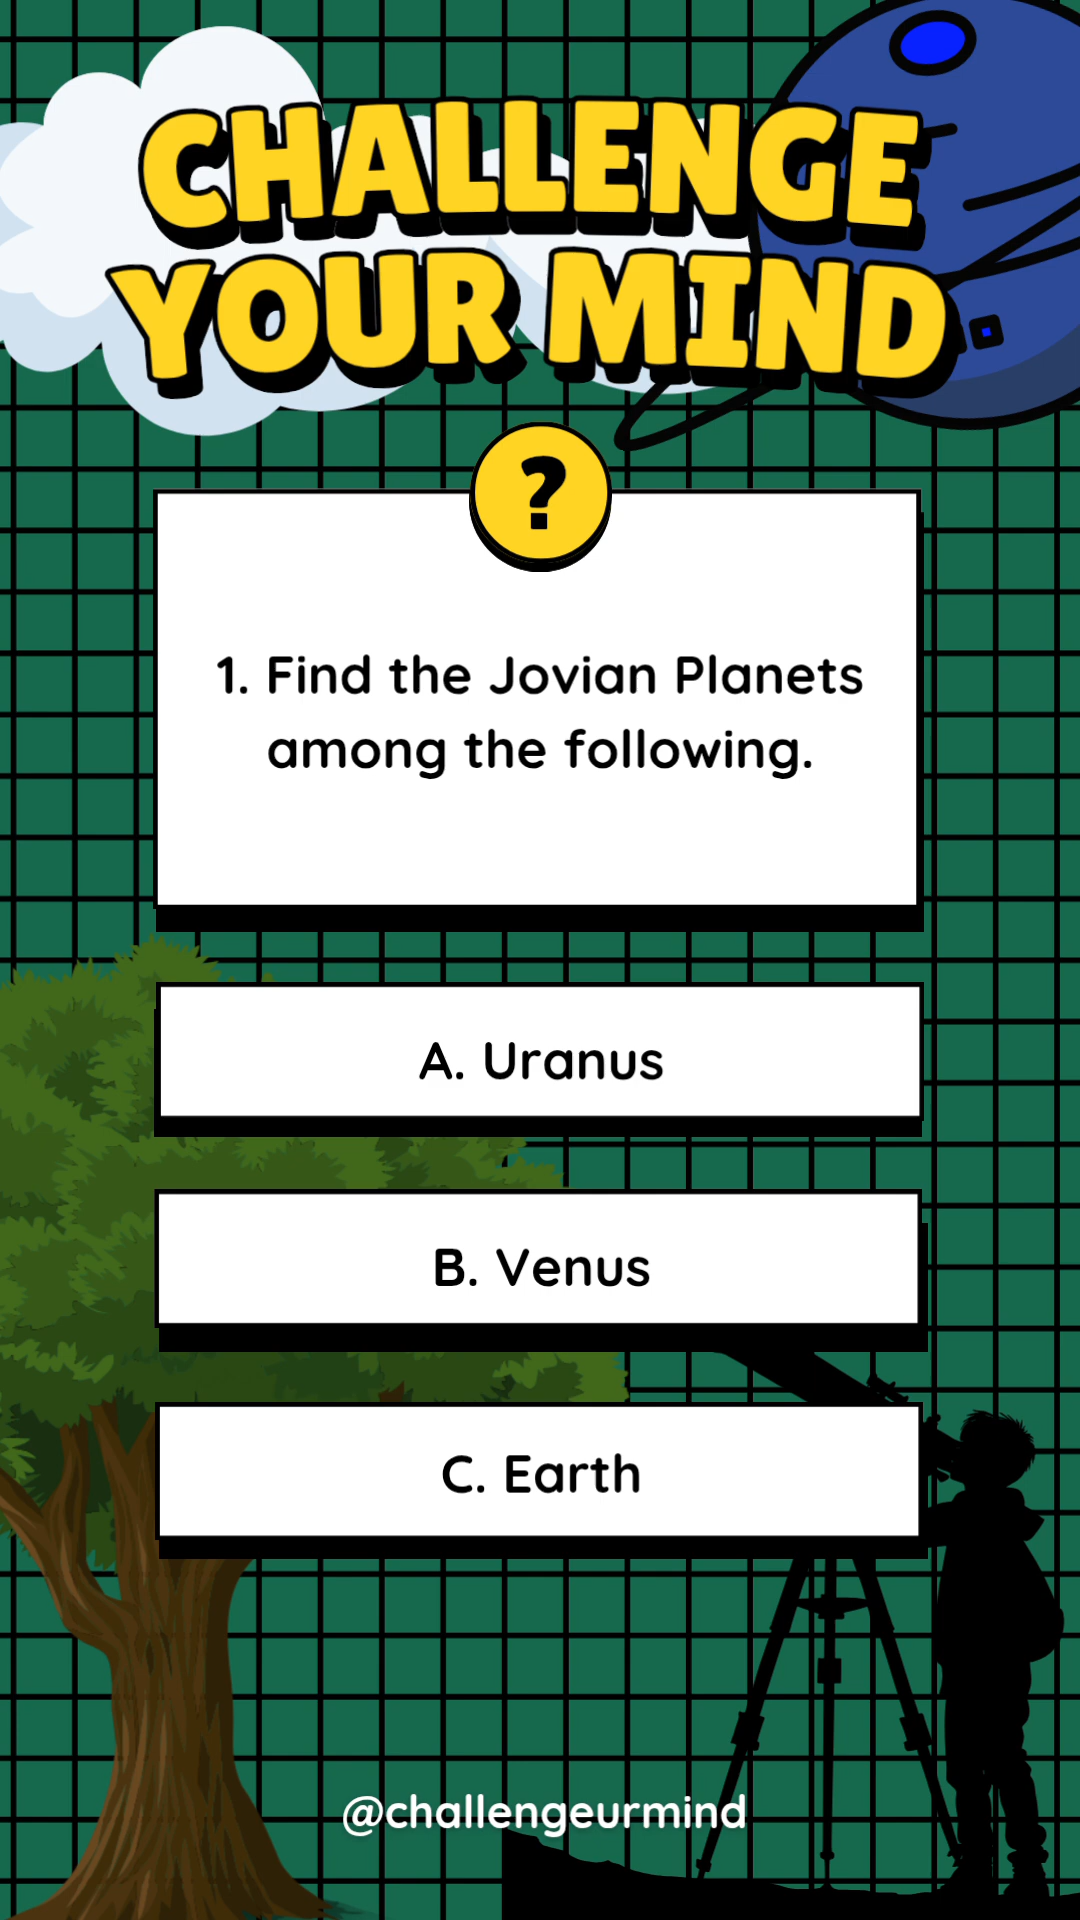 CHALLENGE
YOUR MIND
?
1. Find the Jovian Planets
among the following.
A. Uranus
B. Venus
C. Earth
@challengeurmind